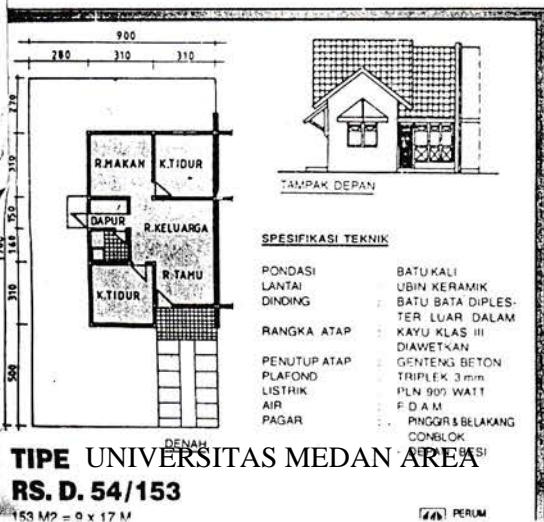 900
280 310 310
270
310
150
140
310
500
R.MAKAN K.TIDUR
DAPUR
R.KELUARGA
R.TAMU
K.TIDUR
DENAH
TAMPAK DEPAN
SPESIFIKASI TEKNIK
PONDASI BATU KALI
LANTAI : UBIN KERAMIK
DINDING : BATU BATA DIPLES-
TER LUAR DALAM
RANGKA ATAP : KAYU KLAS III
DIAWETKAN
PENUTUP ATAP : GENTENG BETON
PLAFOND : TRIPLEK 3 mm
LISTRIK : PLN 900 WATT
AIR : P D A M
PAGAR : . PINGGIR & BELAKANG
CONBLOK
DEPAN BESI
TIPE UNIVERSITAS MEDAN AREA
RS. D. 54/153
153 M2 = 9 x 17 M
PERUM